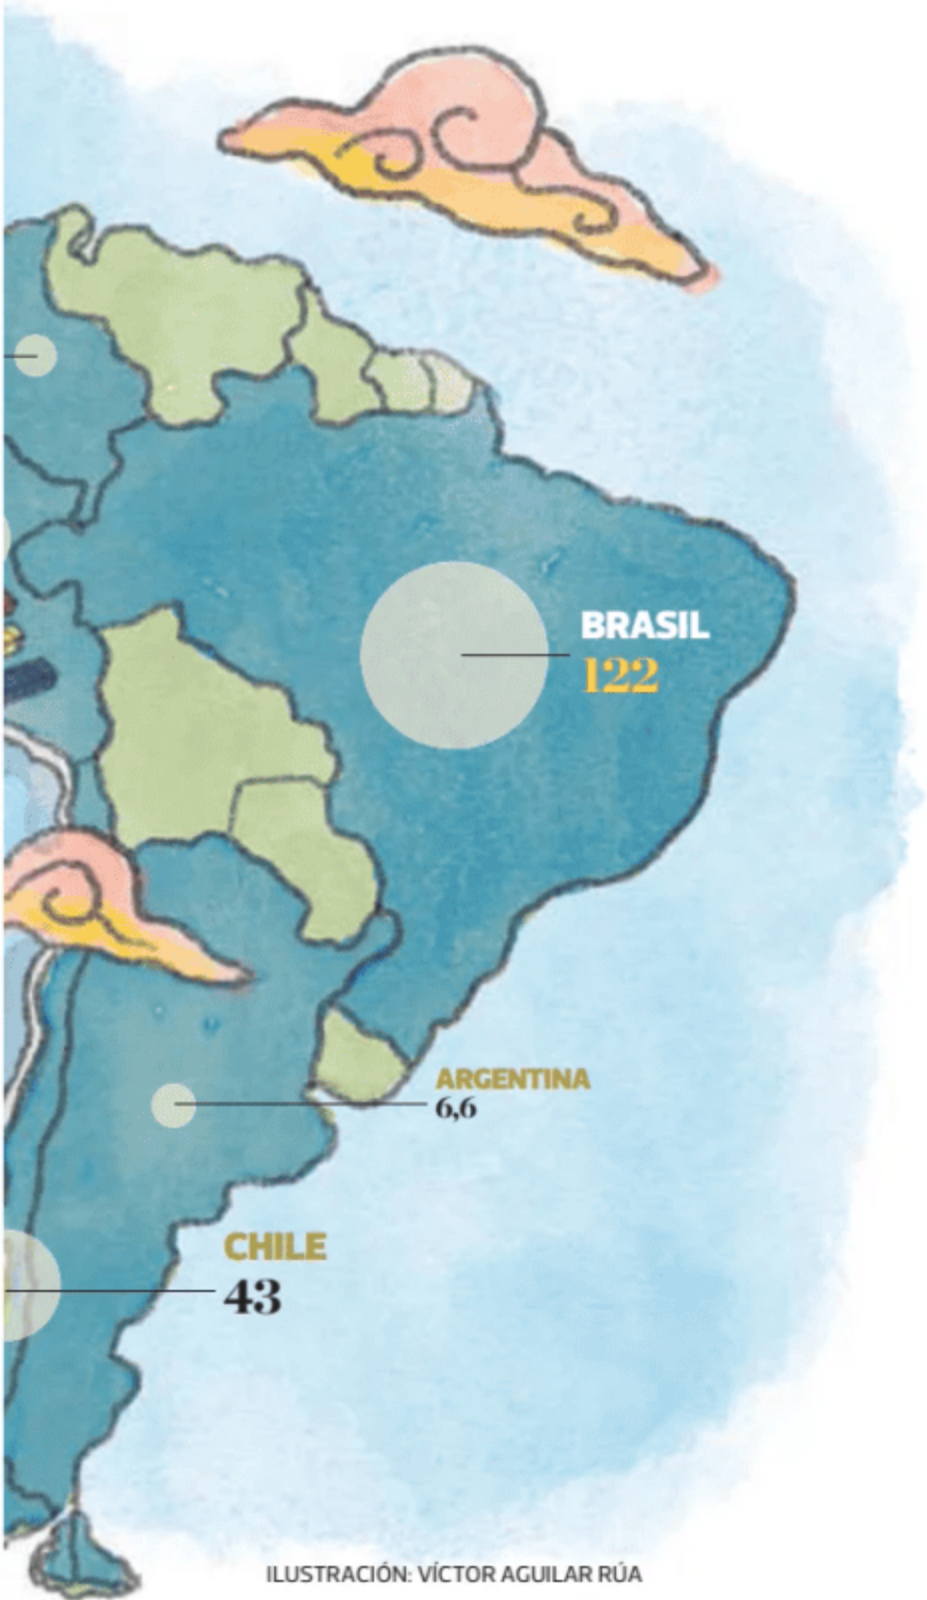 BRASIL
122
ARGENTINA
6,6
CHILE
43
ILUSTRACIÓN: VÍCTOR AGUILAR RÚA